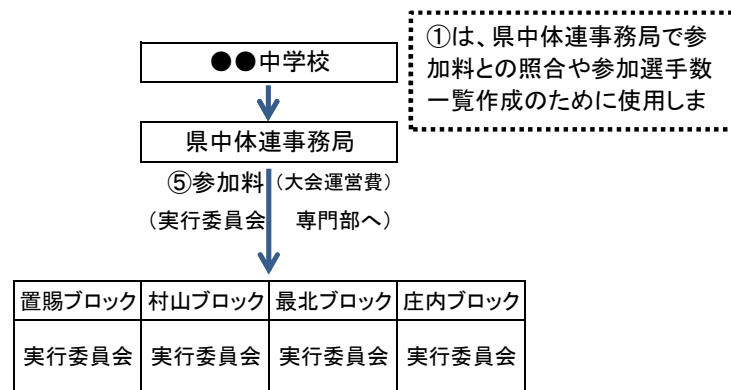 ●●中学校
①は、県中体連事務局で参
加料との照合や参加選手数
一覧作成のために使用しま
県中体連事務局
⑤参加料（大会運営費）
（実行委員会　専門部へ）
置賜ブロック 村山ブロック 最北ブロック 庄内ブロック
実行委員会 実行委員会 実行委員会 実行委員会